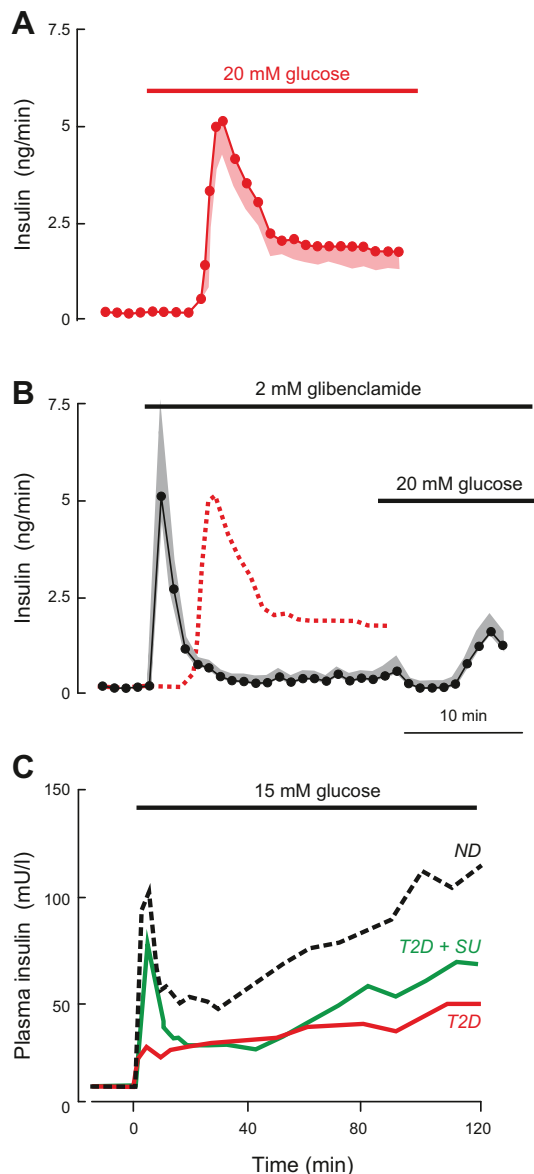 A
7.5
20 mM glucose
5
2.5
0
Insulin (ng/min)
B
7.5
2 mM glibenclamide
20 mM glucose
5
2.5
0
Insulin (ng/min)
10 min
C
150
15 mM glucose
ND
100
T2D + SU
50
T2D
0
Plasma insulin (mU/l)
0 40 80 120
Time (min)